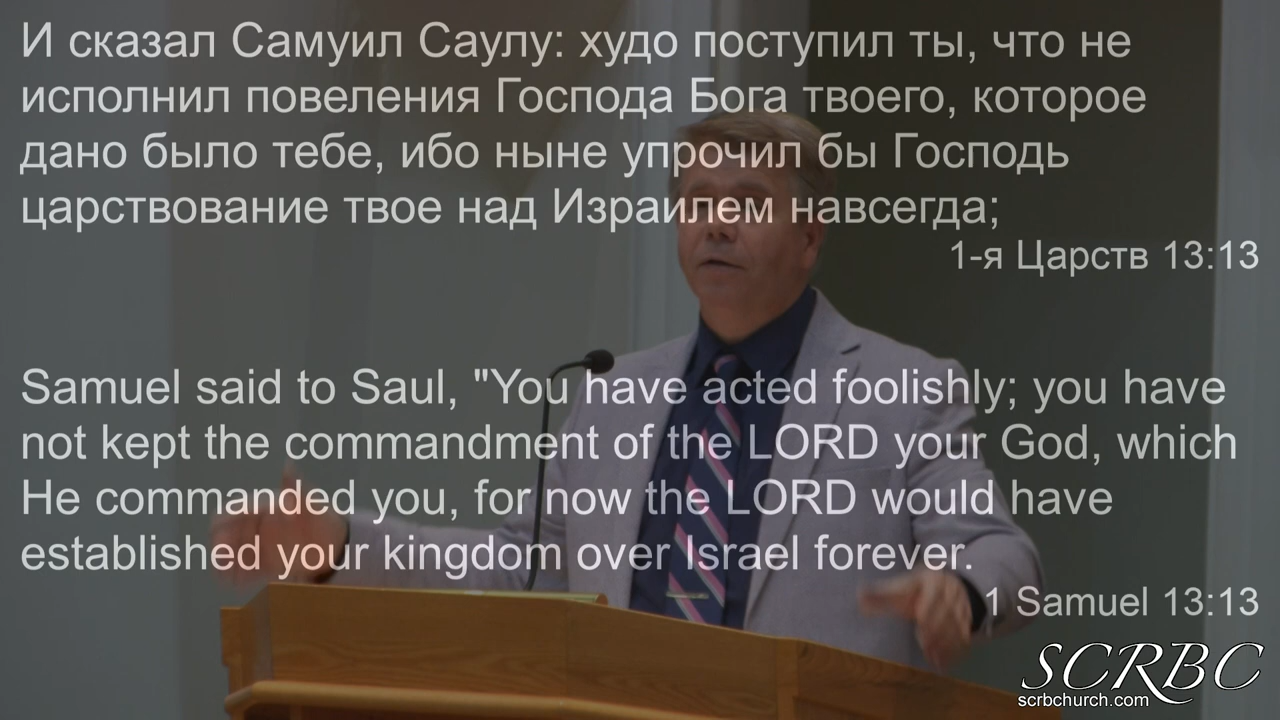 И сказал Самуил Саулу: худо поступил ты, что не
исполнил повеления Господа Бога твоего, которое
дано было тебе, ибо ныне упрочил бы Господь
царствование твое над Израилем навсегда;
1-я Царств 13:13
Samuel said to Saul, "You have acted foolishly; you have
not kept the commandment of the LORD your God, which
He commanded you, for now the LORD would have
established your kingdom over Israel forever.
1 Samuel 13:13
SCRBC
scrbchurch.com